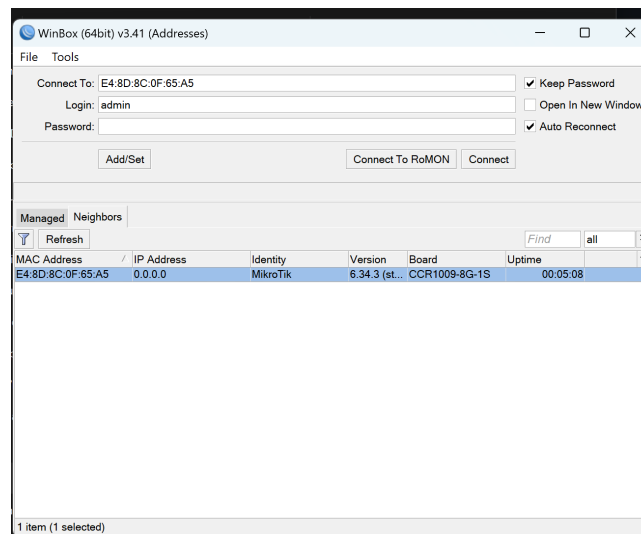 WinBox (64bit) v3.41 (Addresses)
File Tools
Connect To: E4:8D:8C:0F:65:A5
Keep Password
Login: admin
Open In New Window
Password:
Auto Reconnect
Add/Set Connect To RoMON Connect
Managed Neighbors
Refresh Find all
MAC Address IP Address Identity Version Board Uptime
E4:8D:8C:0F:65:A5 0.0.0.0 MikroTik 6.34.3 (st... CCR1009-8G-1S 00:05:08
1 item (1 selected)